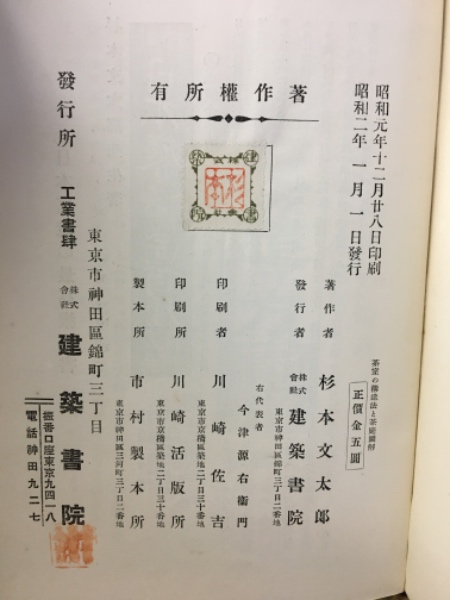 昭和元年十二月廿八日印刷
昭和二年一月一日發行
著作權所有
茶室の構造法と茶庭圖解
正價金五圓
著作者 杉本文太郎
發行者 株式會社 建築書院
東京市神田區錦町三丁目二番地
右代表者 今津源右衞門
印刷者 川崎佐吉
東京市京橋區築地二丁目三十番地
印刷所 川崎活版所
東京市京橋區築地二丁目三十番地
製本所 市村製本所
東京市神田區三河町三丁目二番地
東京市神田區錦町三丁目
發行所 工業書肆 株式會社 建築書院
振替口座東京九四一八
電話神田九二七